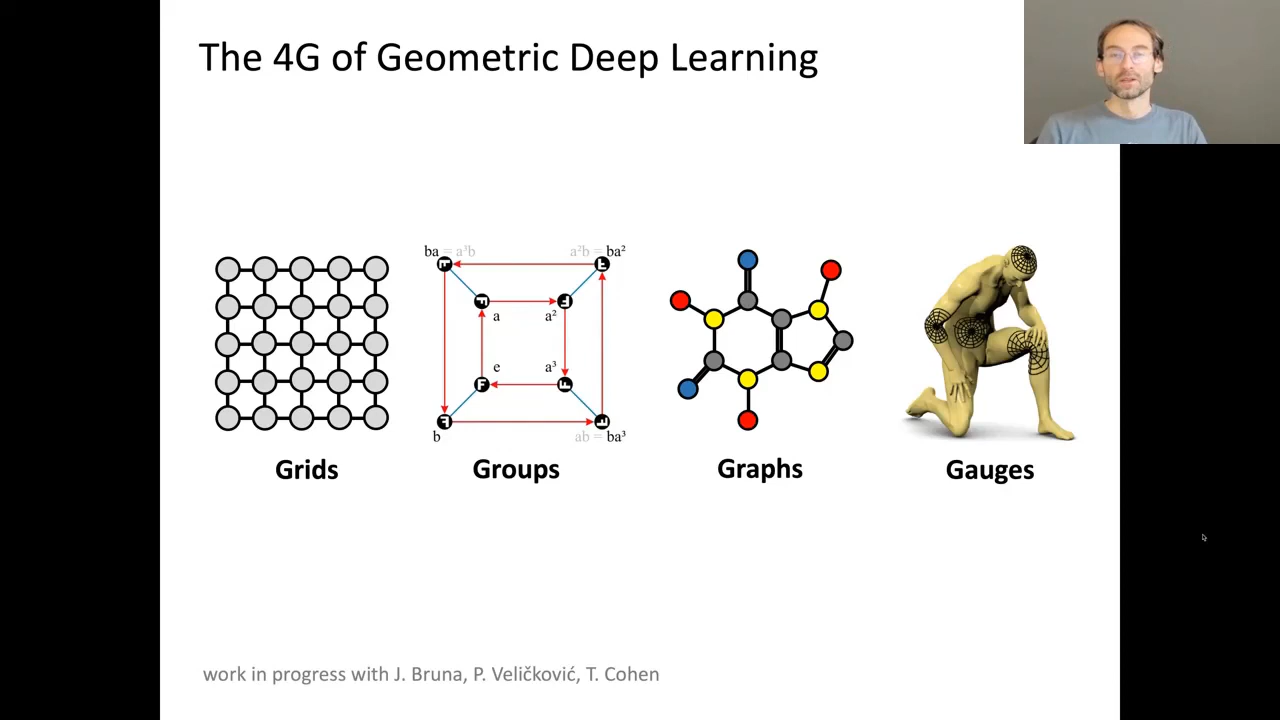 The 4G of Geometric Deep Learning
ba = a³b
a²b = ba²
a
a²
e
a³
b
ab = ba³
Grids
Groups
Graphs
Gauges
work in progress with J. Bruna, P. Veličković, T. Cohen